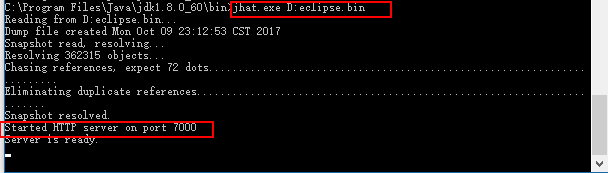 C:\Program Files\Java\jdk1.8.0_60\bin>jhat.exe D:eclipse.bin
Reading from D:eclipse.bin...
Dump file created Mon Oct 09 23:12:53 CST 2017
Snapshot read, resolving...
Resolving 362315 objects...
Chasing references, expect 72 dots...............................................................
.........
Eliminating duplicate references.................................................................
.......
Snapshot resolved.
Started HTTP server on port 7000
Server is ready.